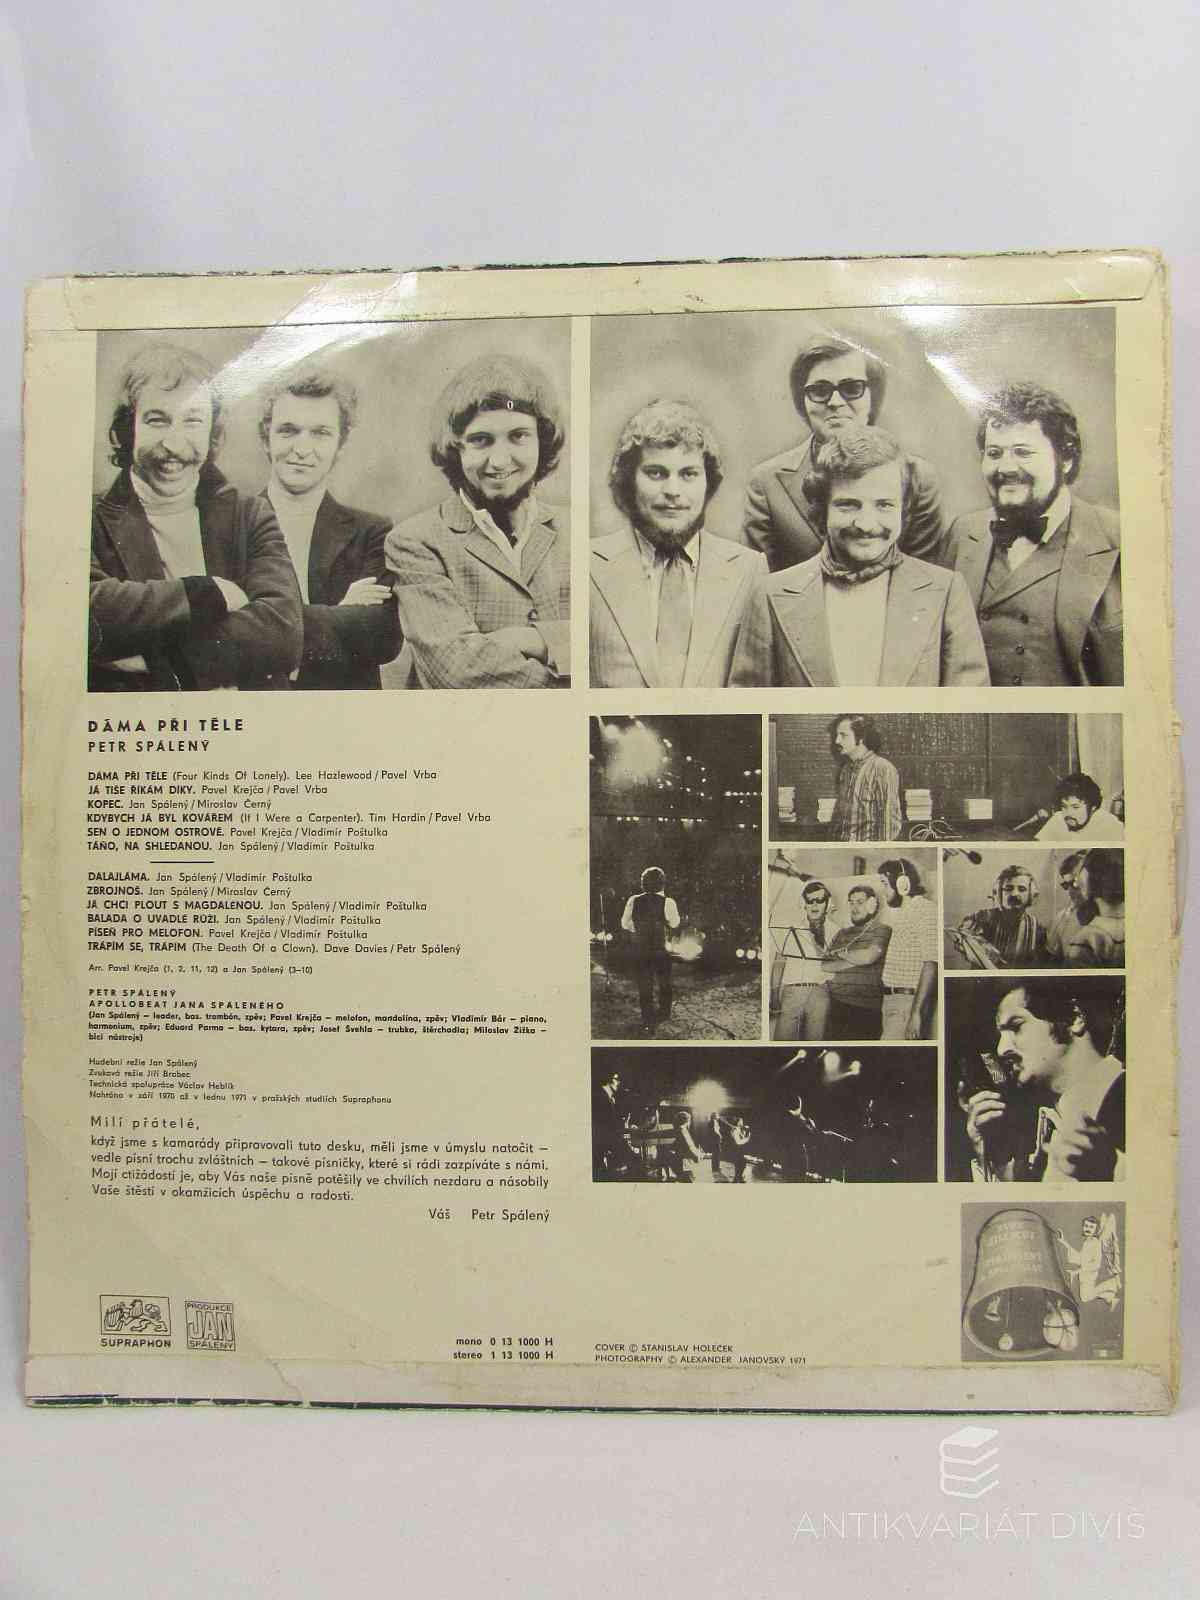 DÁMA PŘI TĚLE
PETR SPÁLENÝ
DÁMA PŘI TĚLE (Four Kinds Of Lonely). Lee Hazlewood / Pavel Vrba
JÁ TIŠE ŘÍKÁM DÍKY. Pavel Krejča / Pavel Vrba
KOPEC. Jan Spálený / Miroslav Černý
KDYBYCH JÁ BYL KOVÁŘEM (If I Were a Carpenter). Tim Hardin / Pavel Vrba
SEN O JEDNOM OSTROVĚ. Pavel Krejča / Vladimír Poštulka
TÁŇO, NA SHLEDANOU. Jan Spálený / Vladimír Poštulka
DALAJLÁMA. Jan Spálený / Vladimír Poštulka
ZBROJNOŠ. Jan Spálený / Miroslav Černý
JÁ CHCI PLOUT S MAGDALENOU. Jan Spálený / Vladimír Poštulka
BALADA O UVADLÉ RŮŽI. Jan Spálený / Vladimír Poštulka
PÍSEŇ PRO MELOFON. Pavel Krejča / Vladimír Poštulka
TRÁPÍM SE, TRÁPÍM (The Death Of a Clown). Dave Davies / Petr Spálený
Arr. Pavel Krejča (1, 2, 11, 12) a Jan Spálený (3–10)
PETR SPÁLENÝ
APOLLOBEAT JANA SPÁLENÉHO
(Jan Spálený – leader, bas. trombón, zpěv; Pavel Krejča – melofon, mandolína, zpěv; Vladimír Bár – piano,
harmonium, zpěv; Eduard Parma – bas. kytara, zpěv; Josef Švehla – trubka, štěrchadla; Miloslav Žižka –
bicí nástroje)
Hudební režie Jan Spálený
Zvuková režie Jiří Brabec
Technická spolupráce Václav Heblík
Nahráno v září 1970 až v lednu 1971 v pražských studiích Supraphonu
Milí přátelé,
když jsme s kamarády připravovali tuto desku, měli jsme v úmyslu natočit –
vedle písní trochu zvláštních – takové písničky, které si rádi zazpíváte s námi.
Mojí ctižádostí je, aby Vás naše písně potěšily ve chvílích nezdaru a násobily
Vaše štěstí v okamžicích úspěchu a radosti.
Váš Petr Spálený
SUPRAPHON
PRODUKCE
JAN
SPÁLENÝ
mono 0 13 1000 H
stereo 1 13 1000 H
COVER © STANISLAV HOLEČEK
PHOTOGRAPHY © ALEXANDER JANOVSKÝ 1971
ANTIKVARIÁT DIVIŠ